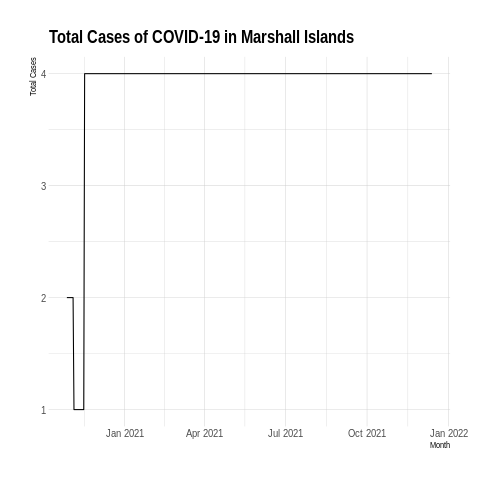 Total Cases of COVID-19 in Marshall Islands
Total Cases
4
3
2
1
Jan 2021
Apr 2021
Jul 2021
Oct 2021
Jan 2022
Month